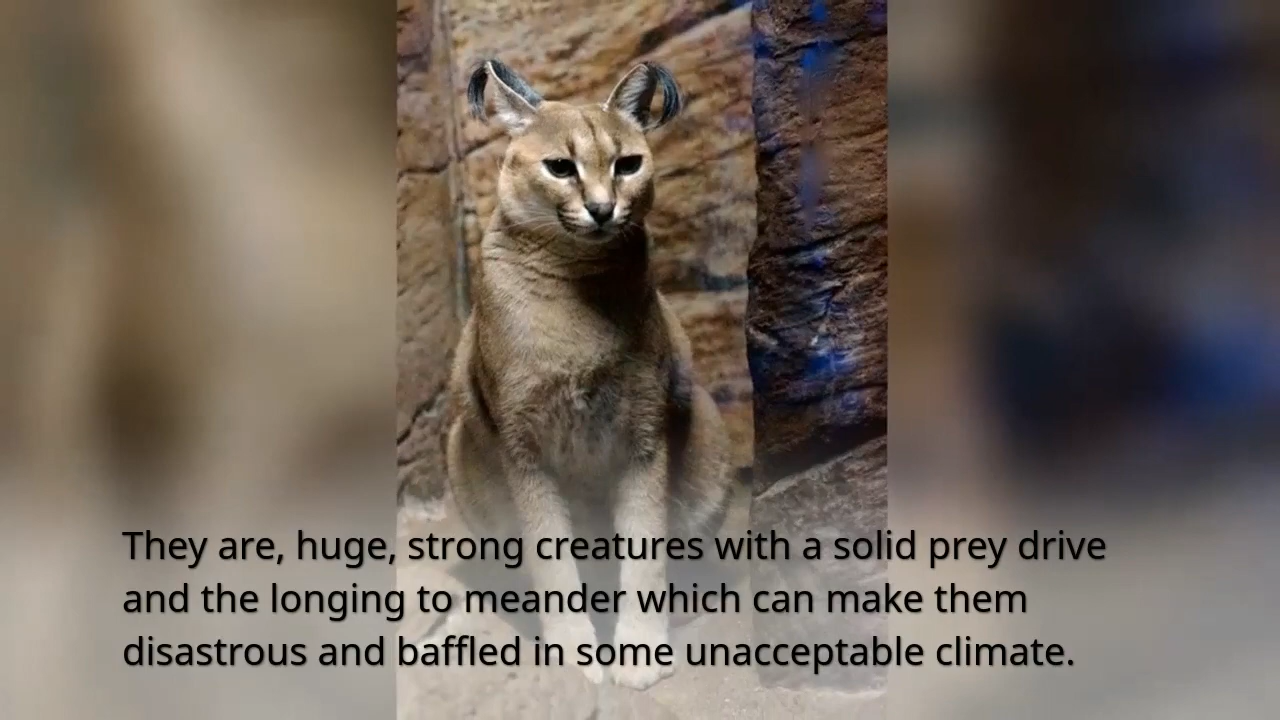 They are, huge, strong creatures with a solid prey drive
and the longing to meander which can make them
disastrous and baffled in some unacceptable climate.